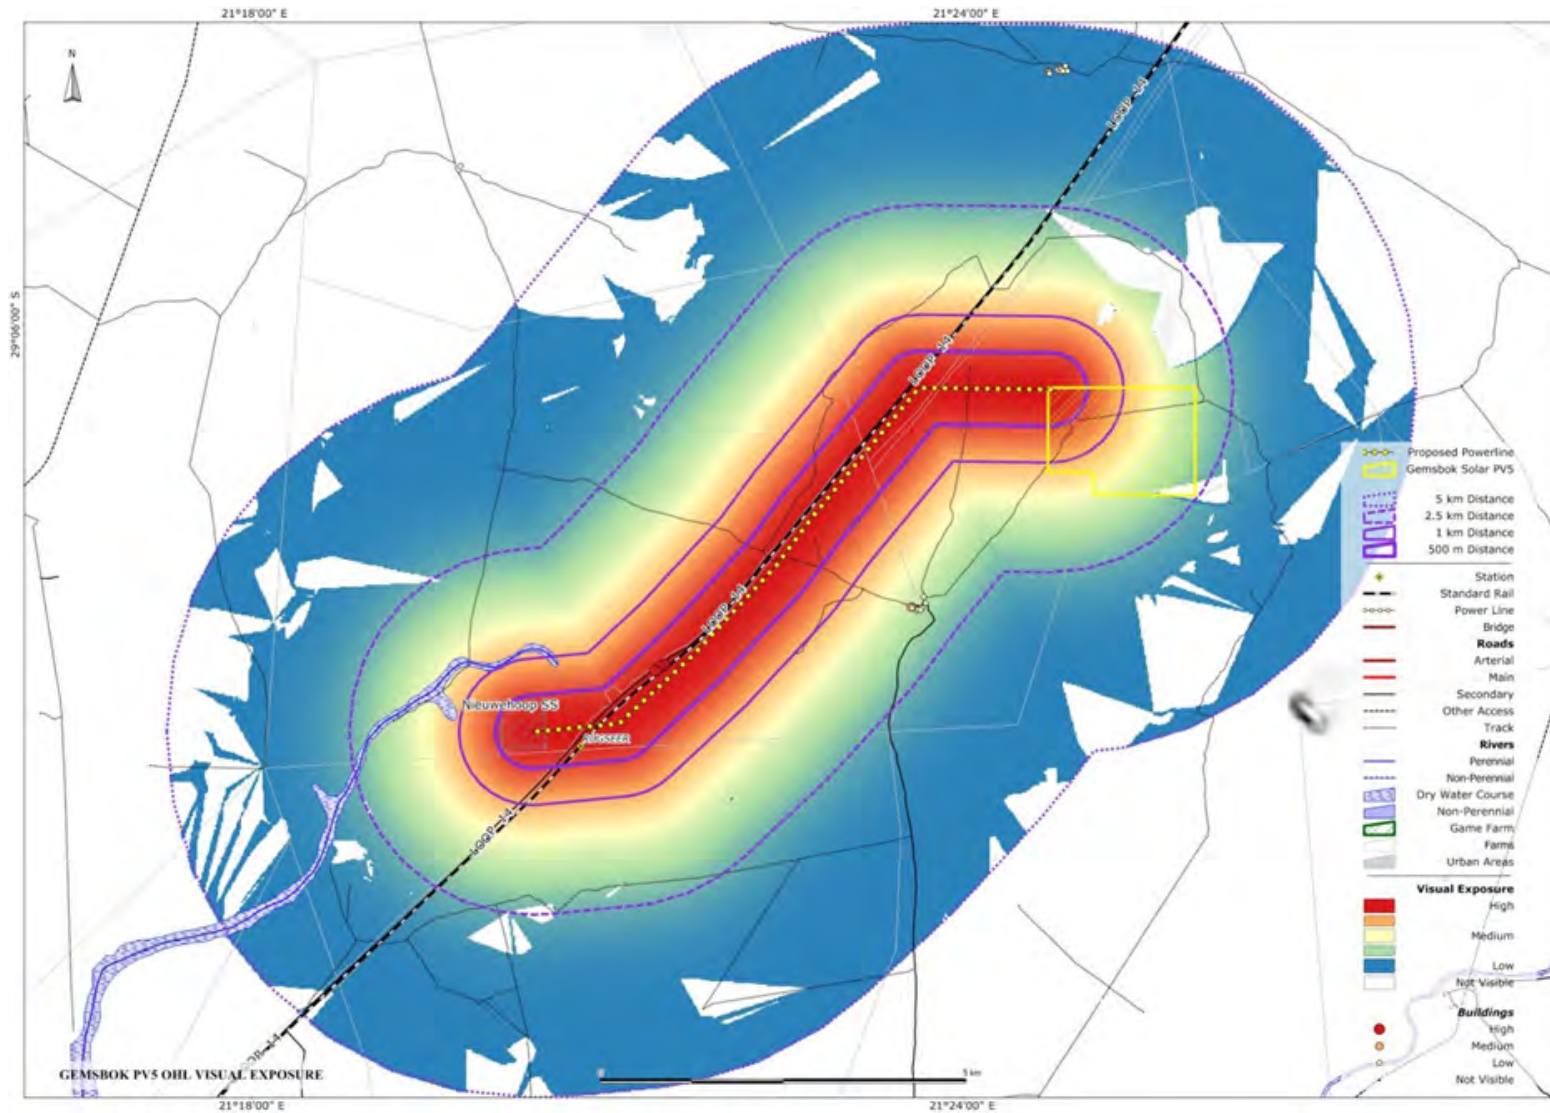 21°18'00" E
21°24'00" E
N
LOOP 14
29°06'00" S
LOOP 14
Proposed Powerline
Gemsbok Solar PV5
5 km Distance
2.5 km Distance
1 km Distance
500 m Distance
Station
Standard Rail
Power Line
LOOP 14
Bridge
Roads
Arterial
Main
Secondary
Nieuwehoop SS
Other Access
Track
Rivers
Perennial
Non-Perennial
Dry Water Course
Non-Perennial
LOOP 14
Game Farm
Farms
Urban Areas
Visual Exposure
High
Medium
Low
Not Visible
Buildings
High
Medium
Low
Not Visible
GEMSBOK PV5 OHL VISUAL EXPOSURE
5 km
21°18'00" E
21°24'00" E